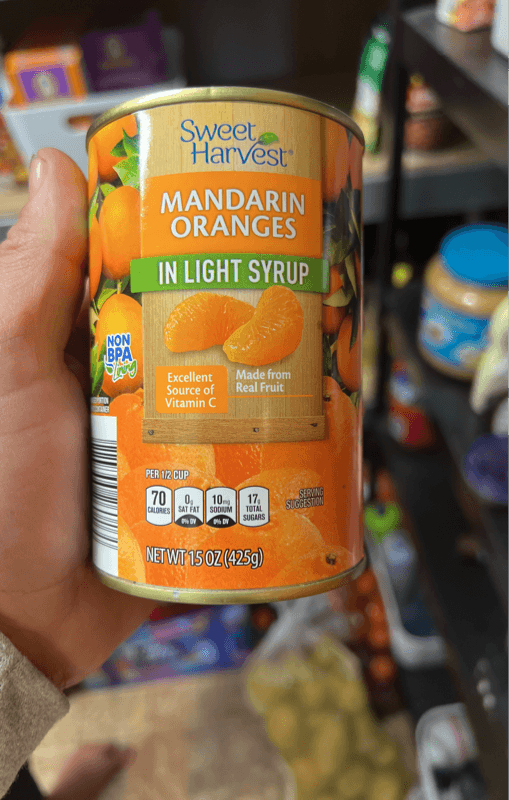 Sweet
Harvest®
MANDARIN
ORANGES
IN LIGHT SYRUP
NON
BPA
Lining
Excellent
Source of
Vitamin C
Made from
Real Fruit
PER 1/2 CUP
70
CALORIES
0g
SAT FAT
0% DV
10mg
SODIUM
0% DV
17g
TOTAL
SUGARS
SERVING
SUGGESTION
NET WT 15 OZ (425g)